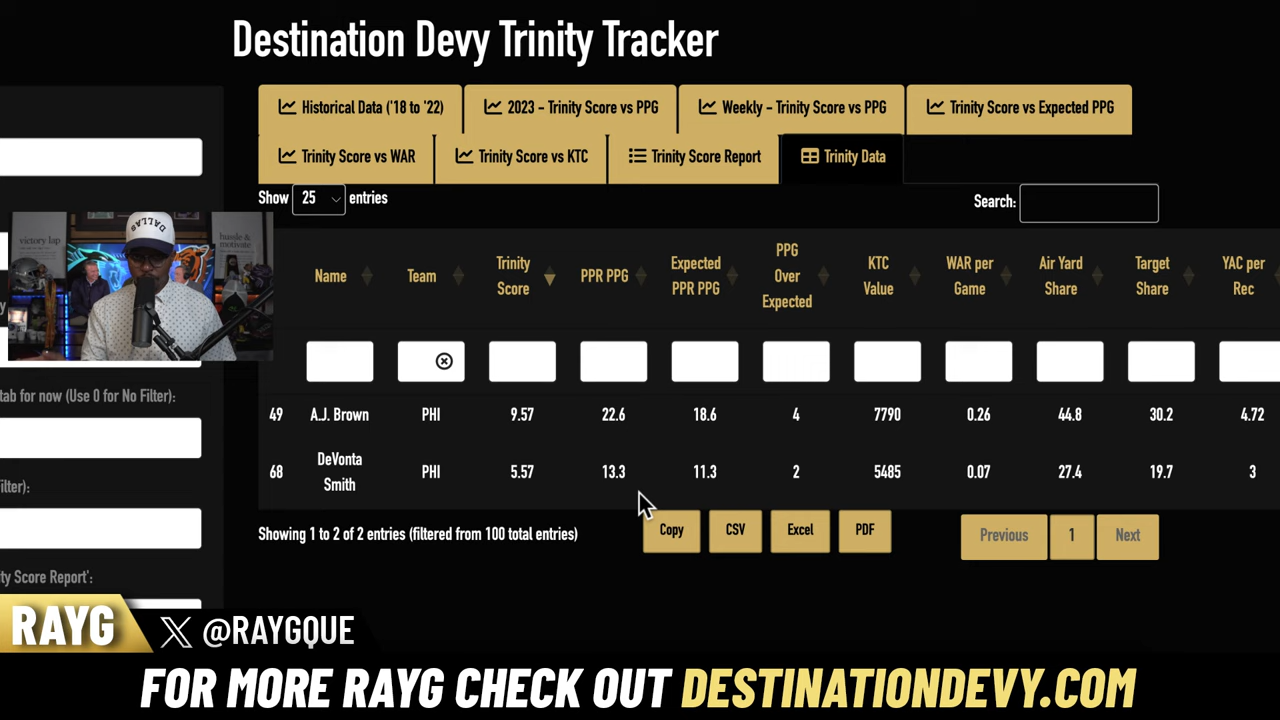 Destination Devy Trinity Tracker
Historical Data ('18 to '22) 2023 - Trinity Score vs PPG Weekly - Trinity Score vs PPG Trinity Score vs Expected PPG
Trinity Score vs WAR Trinity Score vs KTC Trinity Score Report Trinity Data
Show 25 entries Search:
victory lap
hustle &
motivate
DALLAS
Name Team Trinity Score PPR PPG Expected PPR PPG PPG Over Expected KTC Value WAR per Game Air Yard Share Target Share YAC per Rec
tab for now (Use 0 for No Filter):
49 A.J. Brown PHI 9.57 22.6 18.6 4 7790 0.26 44.8 30.2 4.72
68 DeVonta Smith PHI 5.57 13.3 11.3 2 5485 0.07 27.4 19.7 3
ilter):
Showing 1 to 2 of 2 entries (filtered from 100 total entries) Copy CSV Excel PDF Previous 1 Next
ty Score Report':
RAYG X @RAYGQUE
FOR MORE RAYG CHECK OUT DESTINATIONDEVY.COM